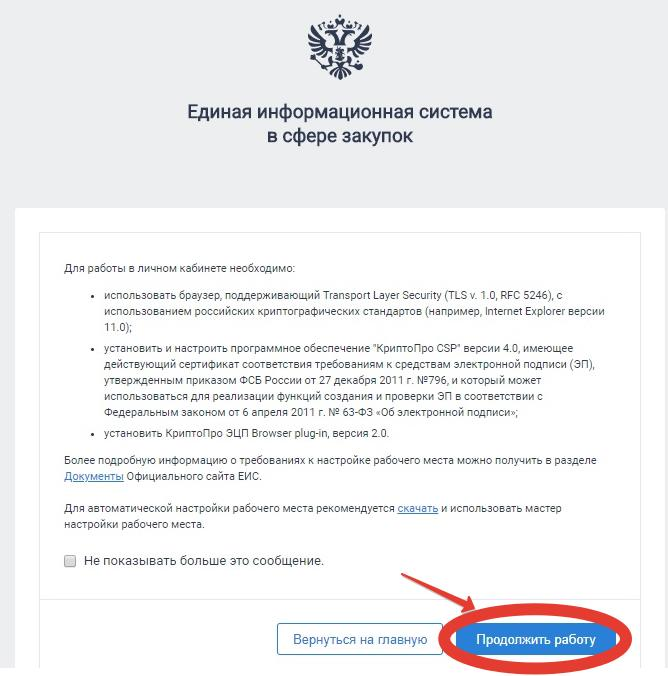 Единая информационная система
в сфере закупок
Для работы в личном кабинете необходимо:
• использовать браузер, поддерживающий Transport Layer Security (TLS v. 1.0, RFC 5246), с
использованием российских криптографических стандартов (например, Internet Explorer версии
11.0);
• установить и настроить программное обеспечение "КриптоПро CSP" версии 4.0, имеющее
действующий сертификат соответствия требованиям к средствам электронной подписи (ЭП),
утвержденным приказом ФСБ России от 27 декабря 2011 г. №796, и который может
использоваться для реализации функций создания и проверки ЭП в соответствии с
Федеральным законом от 6 апреля 2011 г. № 63-ФЗ «Об электронной подписи»;
• установить КриптоПро ЭЦП Browser plug-in, версия 2.0.
Более подробную информацию о требованиях к настройке рабочего места можно получить в разделе
Документы Официального сайта ЕИС.
Для автоматической настройки рабочего места рекомендуется скачать и использовать мастер
настройки рабочего места.
Не показывать больше это сообщение.
Вернуться на главную
Продолжить работу